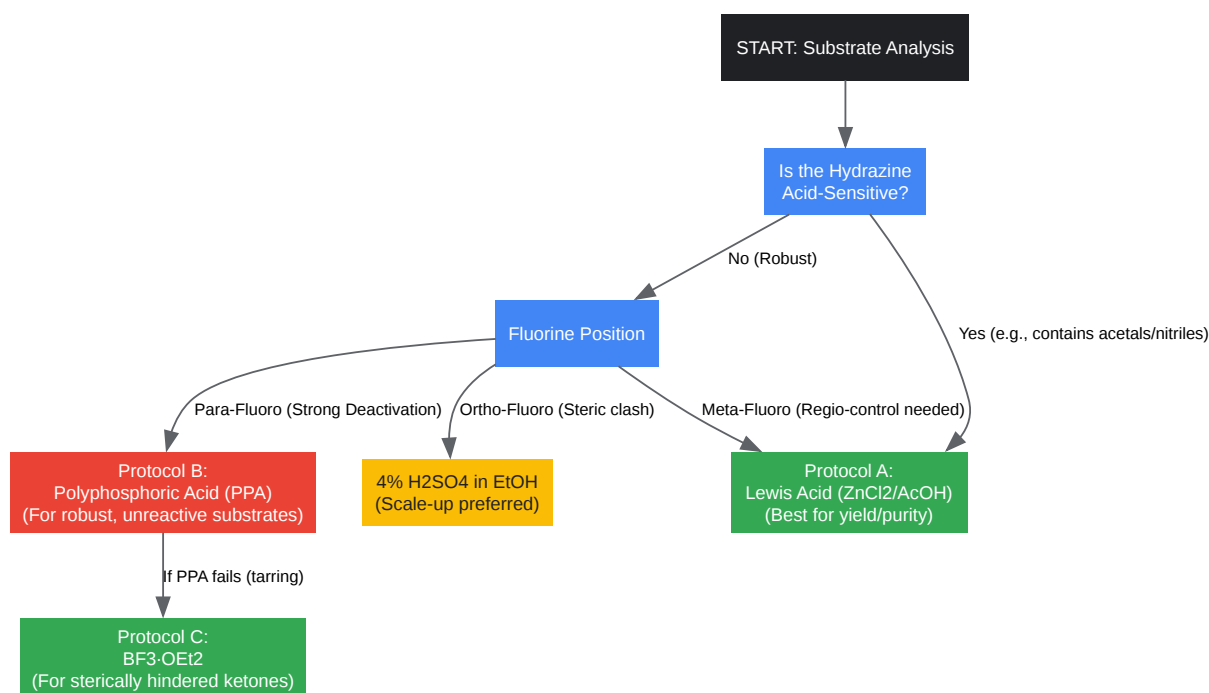 START: Substrate Analysis
Is the Hydrazine
Acid-Sensitive?
No (Robust)
Fluorine Position
Yes (e.g., contains acetals/nitriles)
Para-Fluoro (Strong Deactivation)
Ortho-Fluoro (Steric clash)
Meta-Fluoro (Regio-control needed)
Protocol B:
Polyphosphoric Acid (PPA)
(For robust, unreactive substrates)
4% H2SO4 in EtOH
(Scale-up preferred)
Protocol A:
Lewis Acid (ZnCl2/AcOH)
(Best for yield/purity)
If PPA fails (tarring)
Protocol C:
BF3·OEt2
(For sterically hindered ketones)